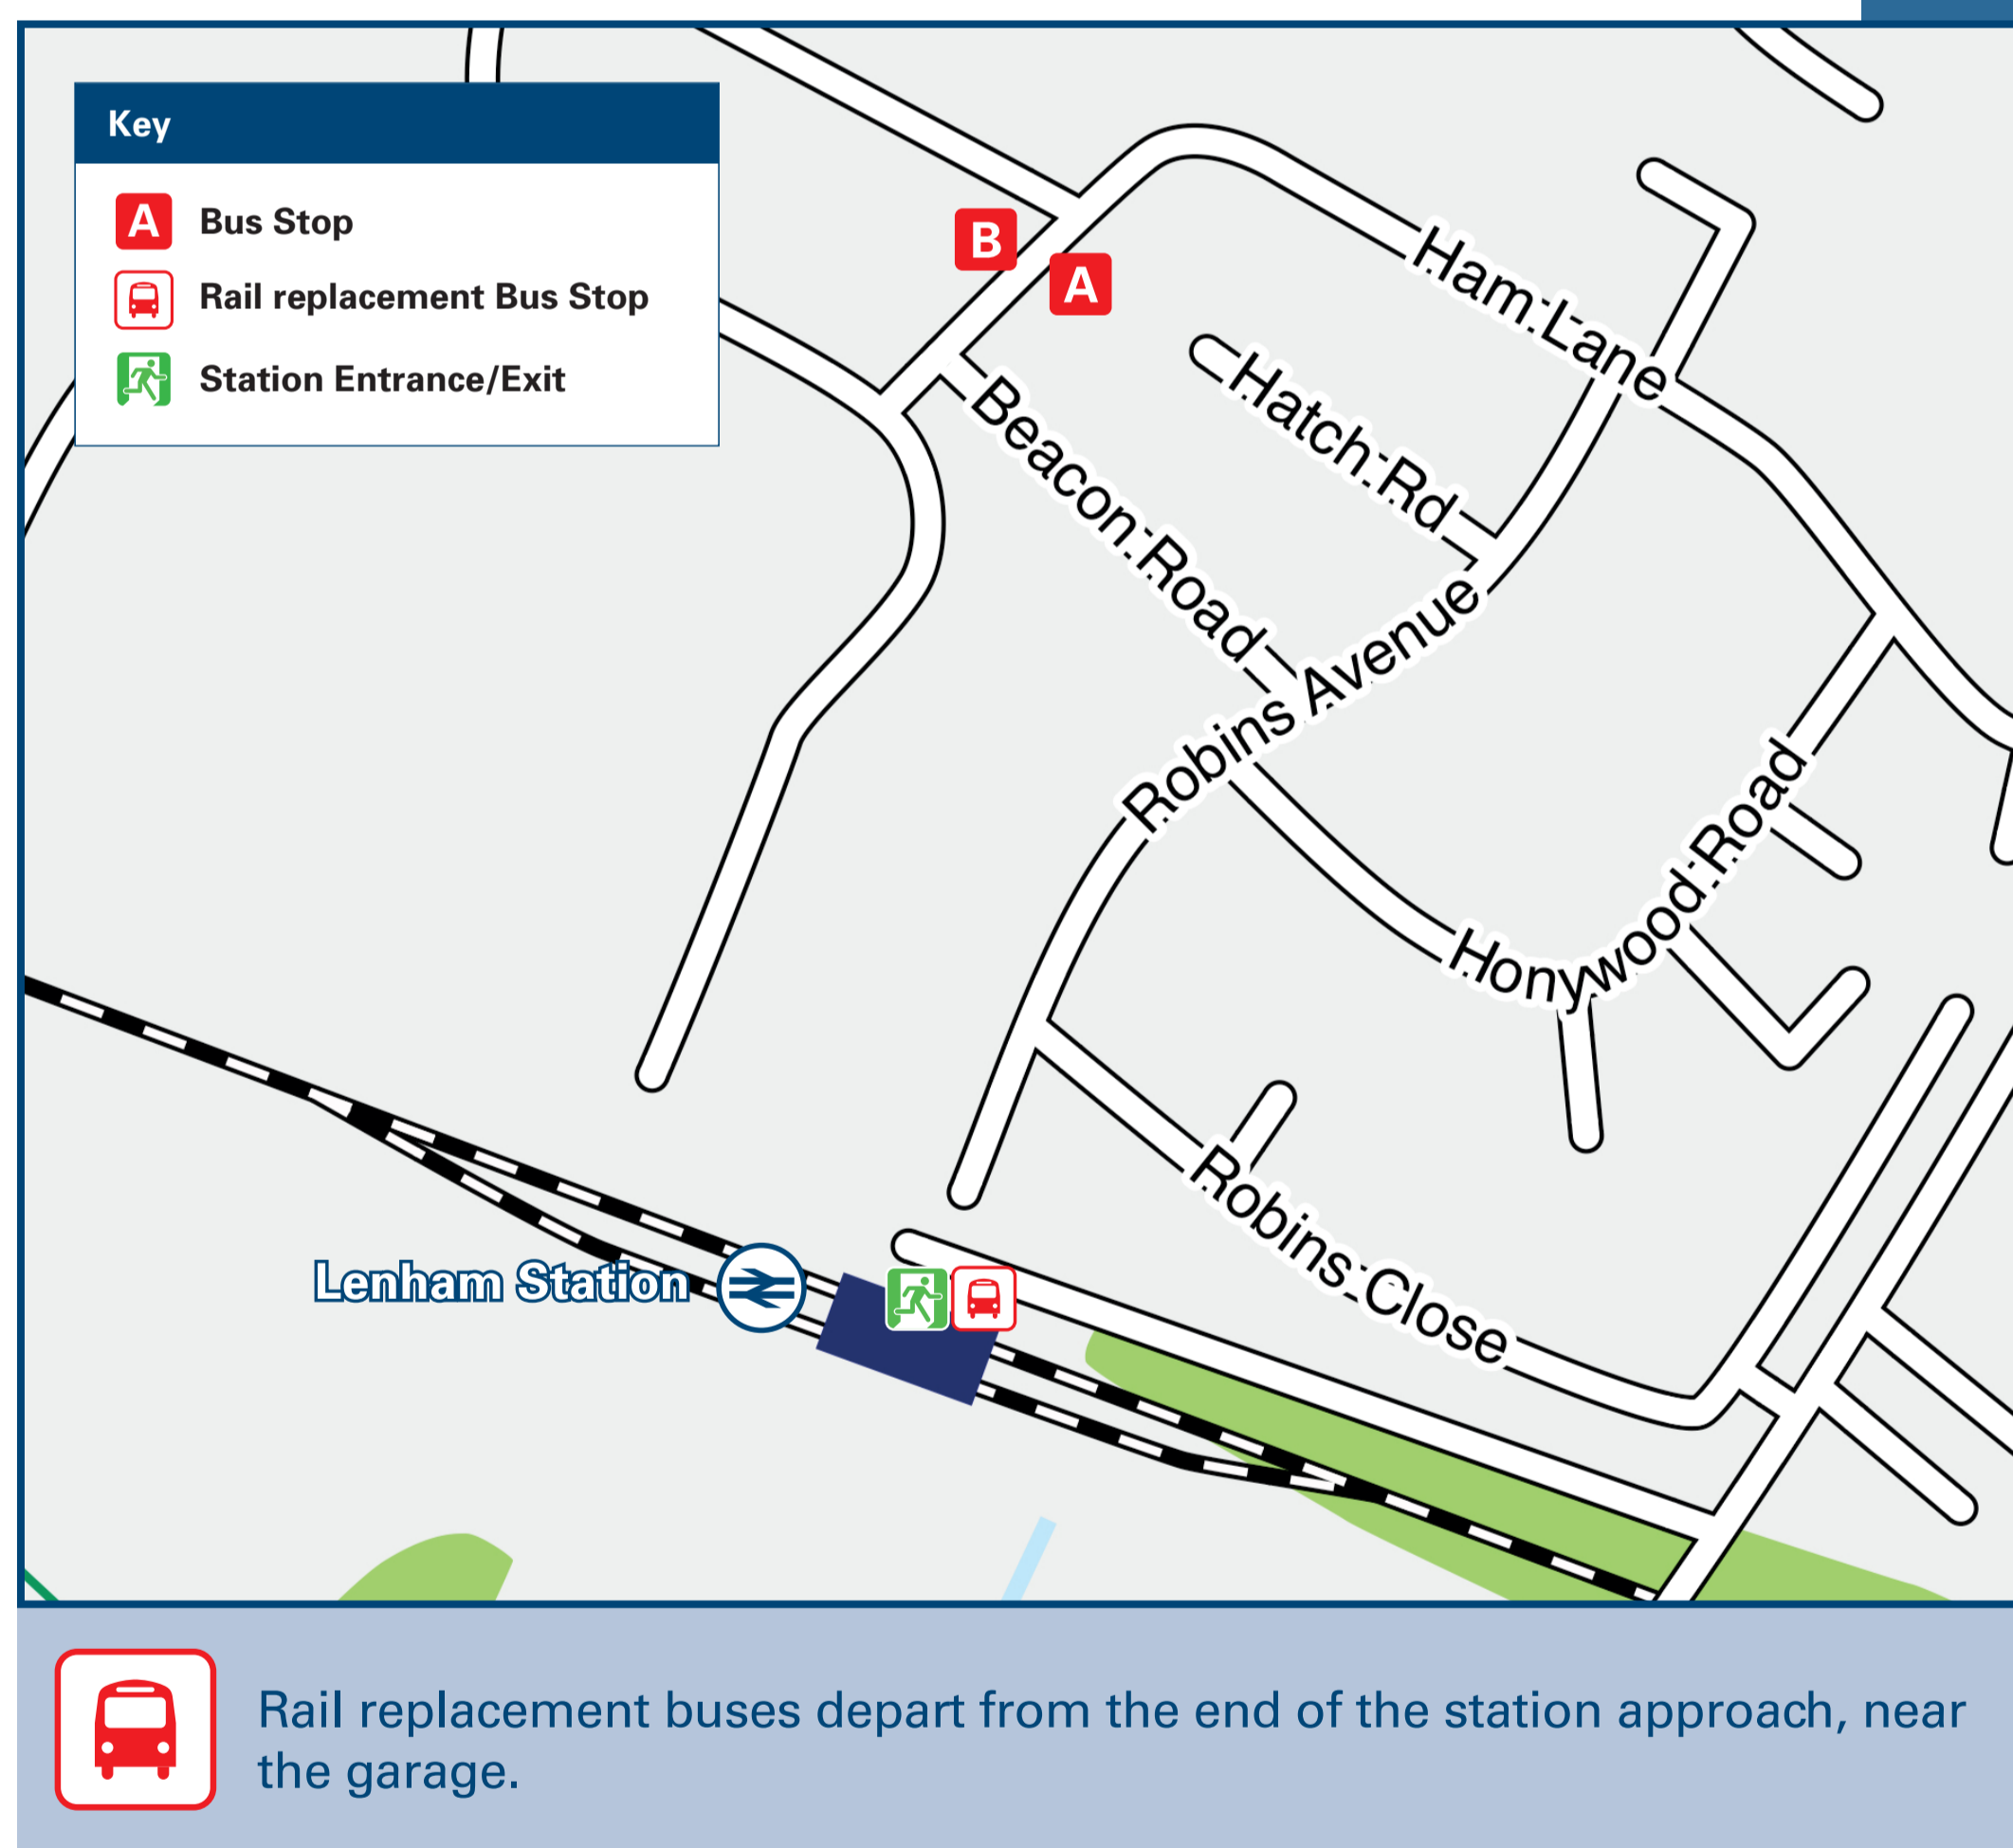 Key
A Bus Stop
Rail replacement Bus Stop
Station Entrance/Exit
B
A
Ham Lane
Hatch Rd
Beacon Road
Robins Avenue
Honywood Road
Robins Close
Lenham Station
Rail replacement buses depart from the end of the station approach, near
the garage.